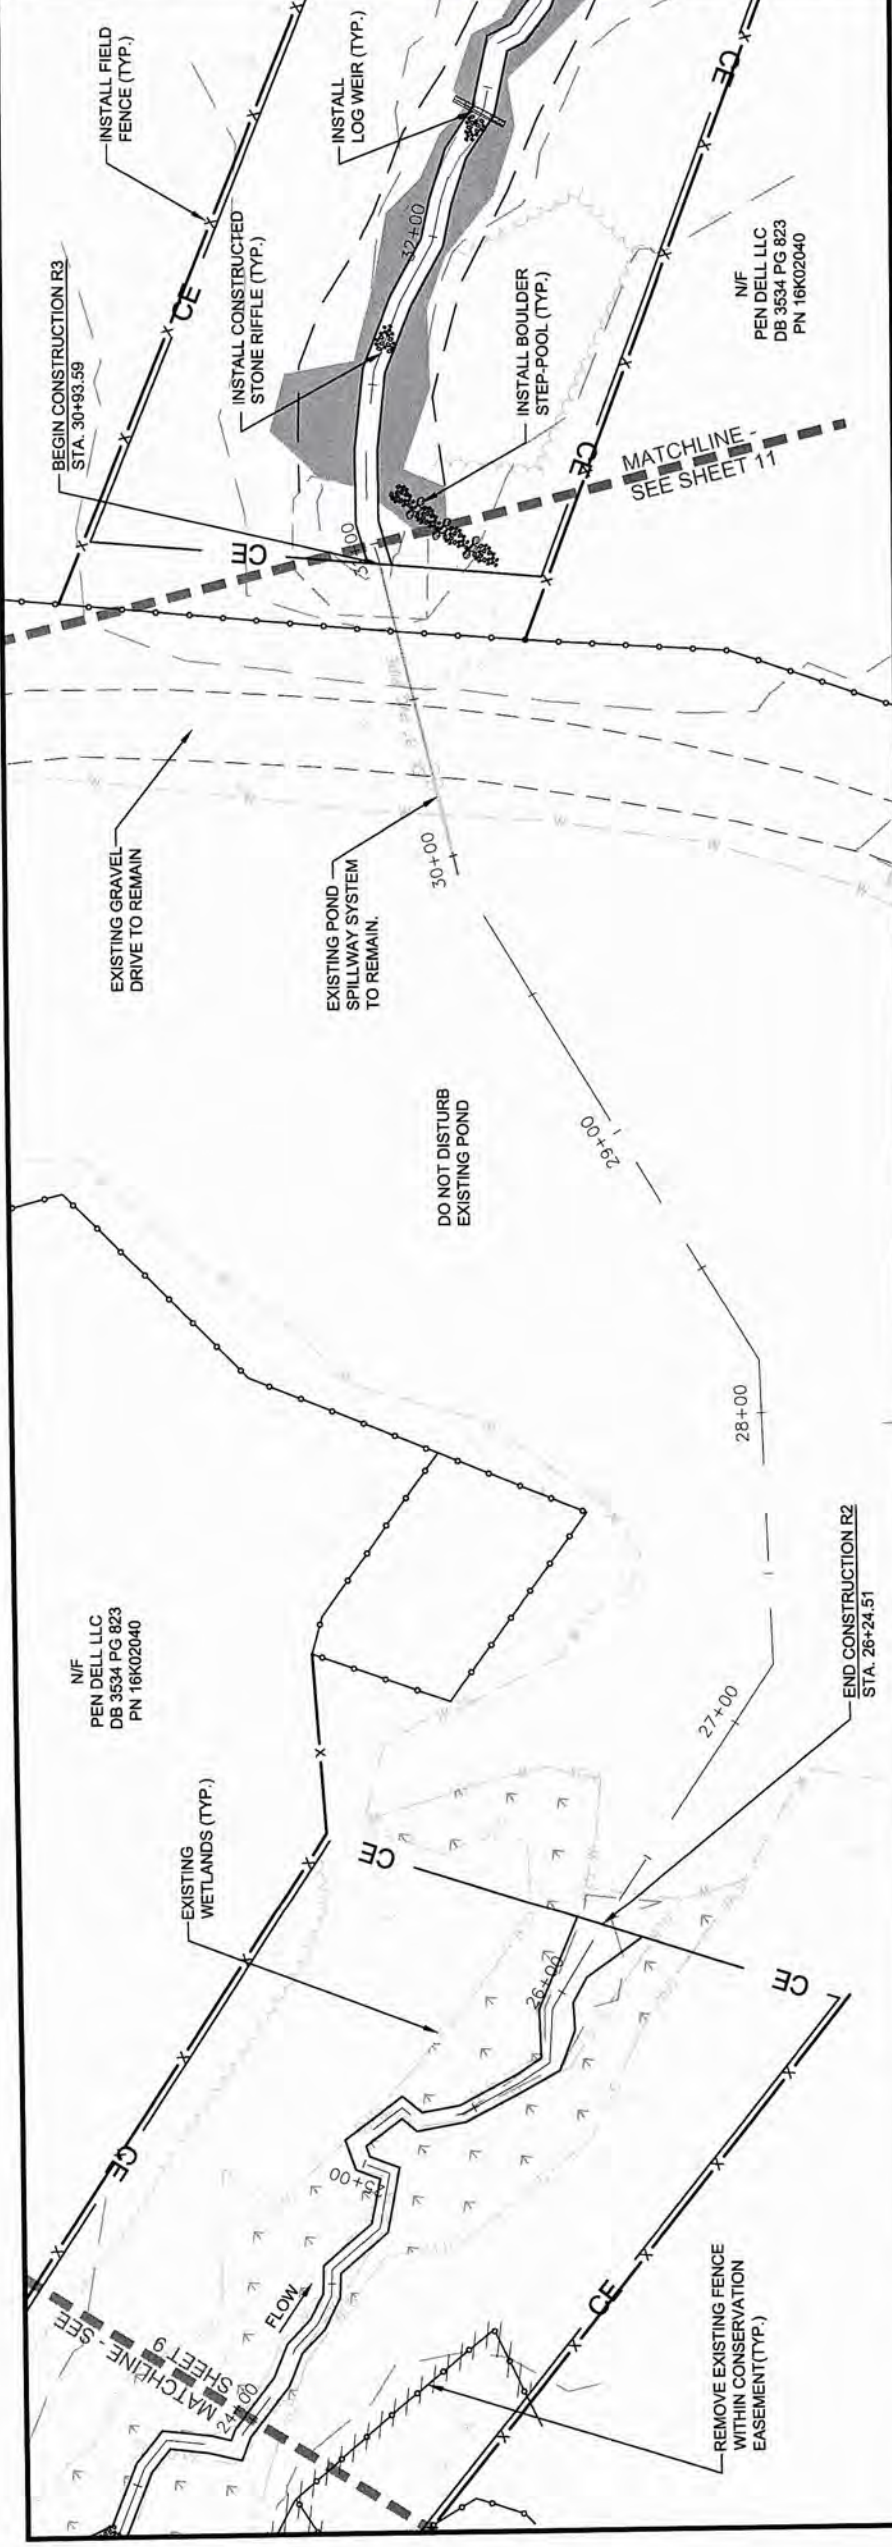 MATCHLINE - SEE
SHEET 9
24+00
FLOW
25+00
26+00
REMOVE EXISTING FENCE
WITHIN CONSERVATION
EASEMENT(TYP.)
CE
CE
CE
CE
EXISTING
WETLANDS (TYP.)
N/F
PEN DELL LLC
DB 3534 PG 823
PN 16K02040
END CONSTRUCTION R2
STA. 26+24.51
27+00
28+00
29+00
30+00
DO NOT DISTURB
EXISTING POND
EXISTING GRAVEL
DRIVE TO REMAIN
EXISTING POND
SPILLWAY SYSTEM
TO REMAIN.
BEGIN CONSTRUCTION R3
STA. 30+93.59
31+00
CE
CE
CE
CE
INSTALL FIELD
FENCE (TYP.)
INSTALL CONSTRUCTED
STONE RIFFLE (TYP.)
32+00
INSTALL
LOG WEIR (TYP.)
INSTALL BOULDER
STEP-POOL (TYP.)
MATCHLINE -
SEE SHEET 11
N/F
PEN DELL LLC
DB 3534 PG 823
PN 16K02040